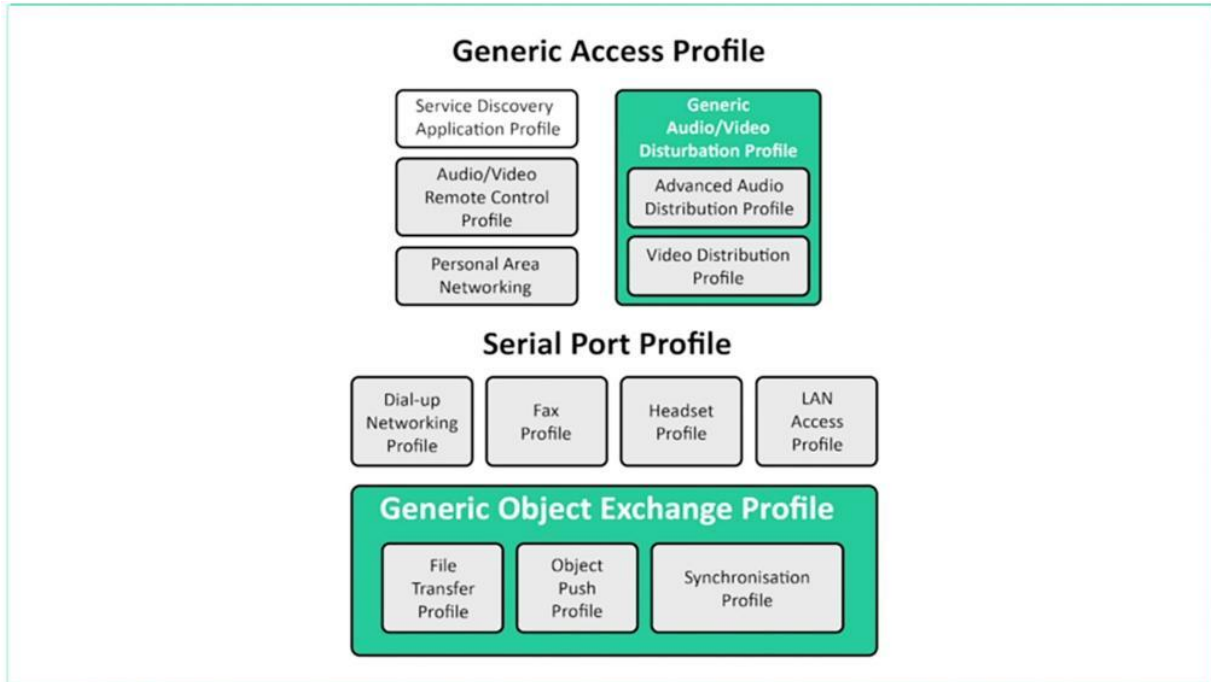 Generic Access Profile
Service Discovery
Application Profile
Audio/Video
Remote Control
Profile
Personal Area
Networking
Generic
Audio/Video
Disturbation Profile
Advanced Audio
Distribution Profile
Video Distribution
Profile
Serial Port Profile
Dial-up
Networking
Profile
Fax
Profile
Headset
Profile
LAN
Access
Profile
Generic Object Exchange Profile
File
Transfer
Profile
Object
Push
Profile
Synchronisation
Profile